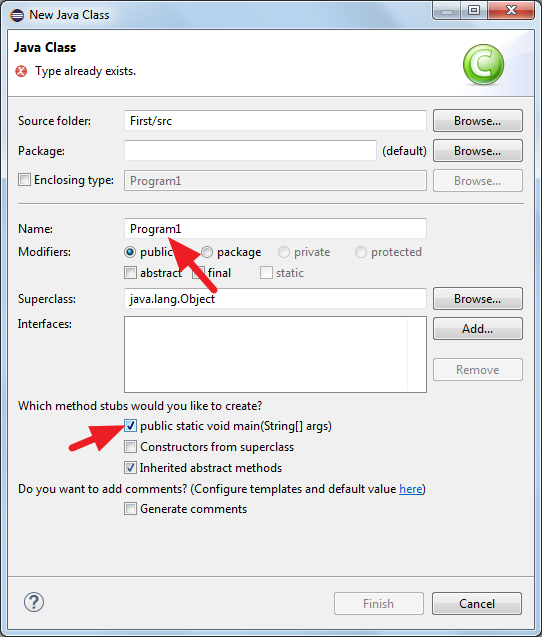 New Java Class
Java Class
Type already exists.
Source folder: First/src Browse...
Package: (default) Browse...
Enclosing type: Program1 Browse...
Name: Program1
Modifiers: public package private protected
abstract final static
Superclass: java.lang.Object Browse...
Interfaces: Add...
Remove
Which method stubs would you like to create?
public static void main(String[] args)
Constructors from superclass
Inherited abstract methods
Do you want to add comments? (Configure templates and default value here)
Generate comments
? Finish Cancel